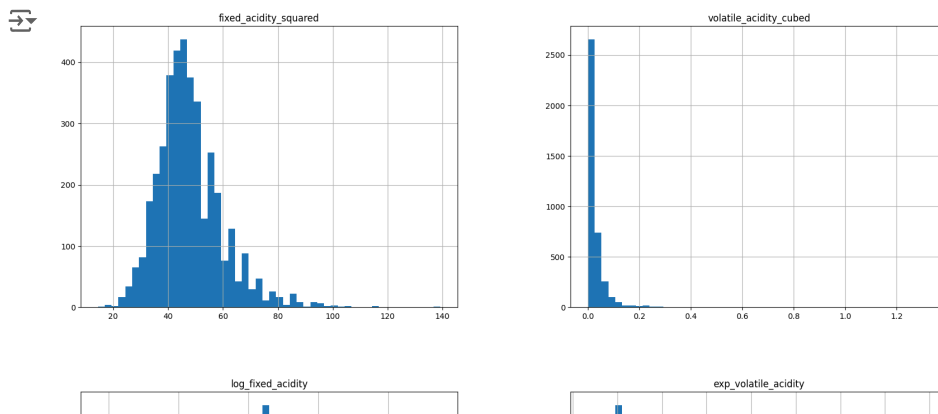 fixed_acidity_squared
volatile_acidity_cubed
400
300
200
100
0
20 40 60 80 100 120 140
2500
2000
1500
1000
500
0
0.0 0.2 0.4 0.6 0.8 1.0 1.2
log_fixed_acidity
exp_volatile_acidity